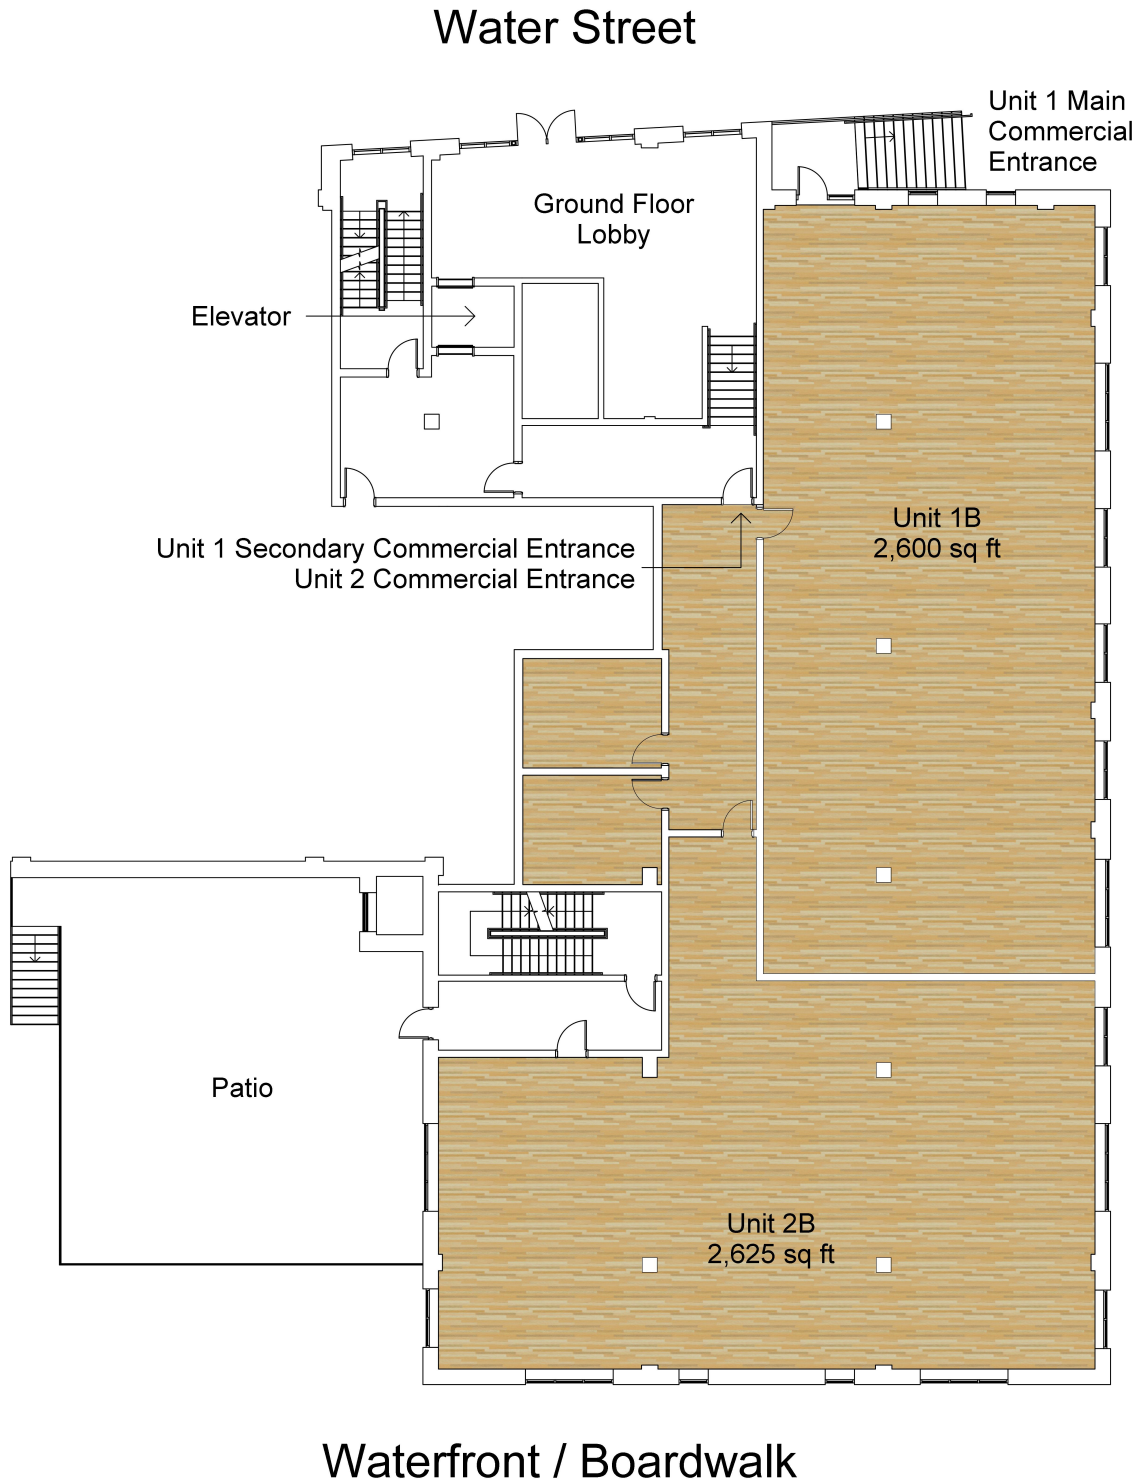 Water Street
Unit 1 Main
Commercial
Entrance
Ground Floor
Lobby
Elevator
Unit 1B
2,600 sq ft
Unit 1 Secondary Commercial Entrance
Unit 2 Commercial Entrance
Patio
Unit 2B
2,625 sq ft
Waterfront / Boardwalk